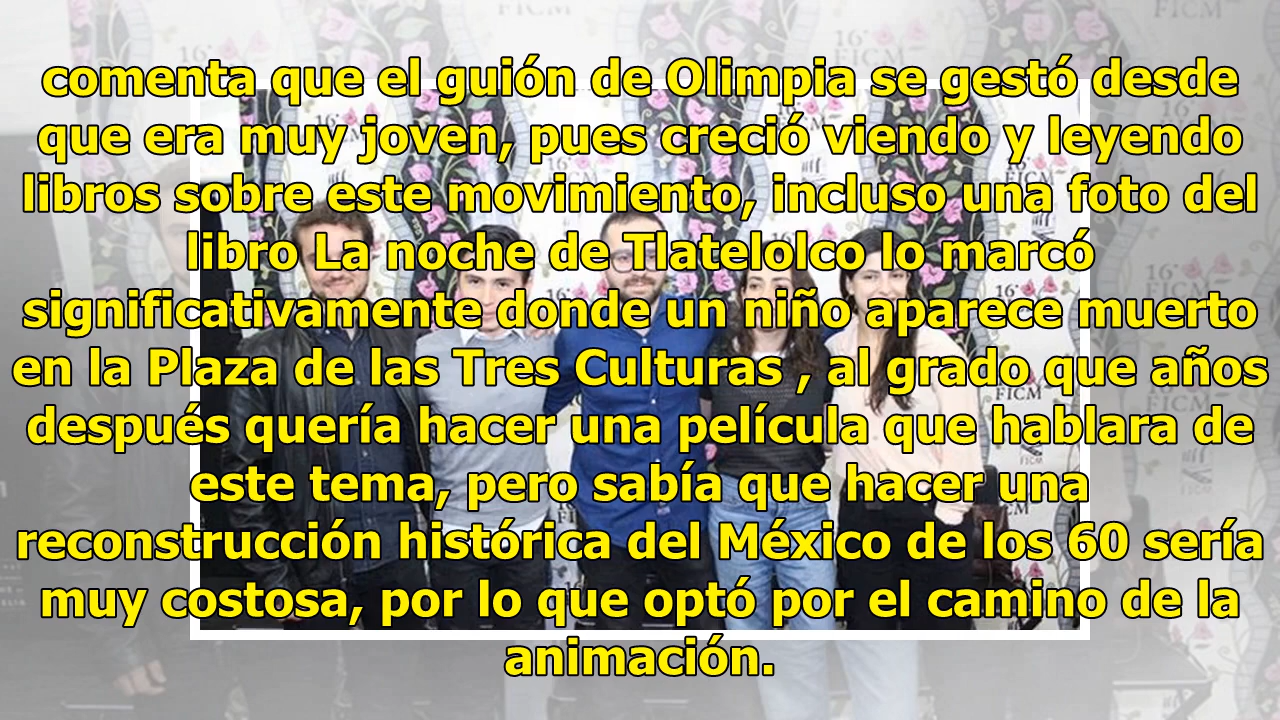 comenta que el guión de Olimpia se gestó desde
que era muy joven, pues creció viendo y leyendo
libros sobre este movimiento, incluso una foto del
libro La noche de Tlatelolco lo marcó
significativamente donde un niño aparece muerto
en la Plaza de las Tres Culturas , al grado que años
después quería hacer una película que hablara de
este tema, pero sabía que hacer una
reconstrucción histórica del México de los 60 sería
muy costosa, por lo que optó por el camino de la
animación.
16°
FICM
FICM